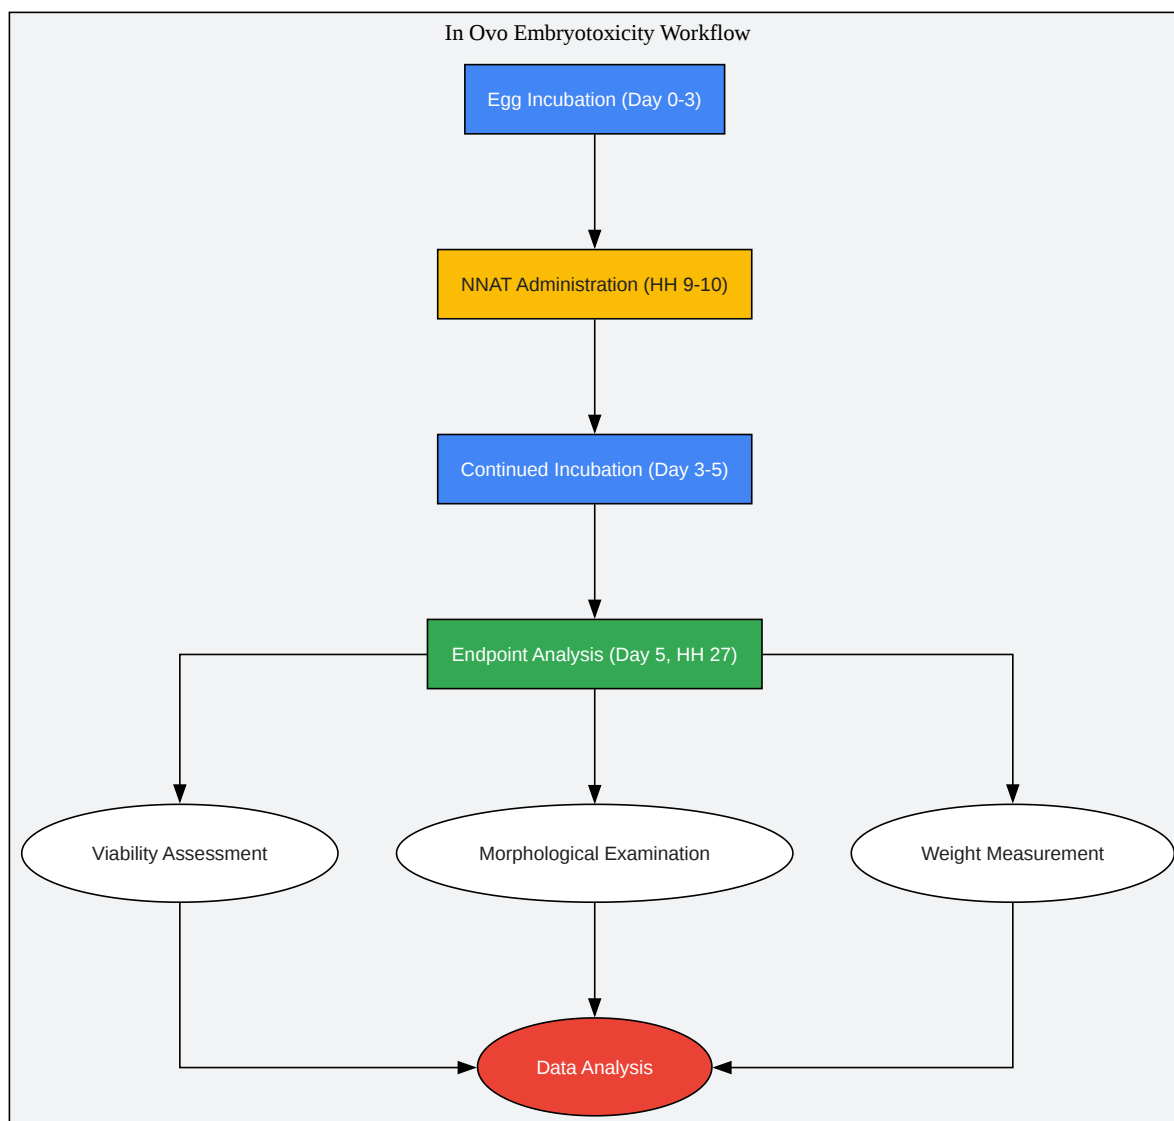 In Ovo Embryotoxicity Workflow
Egg Incubation (Day 0-3)
NNAT Administration (HH 9-10)
Continued Incubation (Day 3-5)
Endpoint Analysis (Day 5, HH 27)
Viability Assessment
Morphological Examination
Weight Measurement
Data Analysis